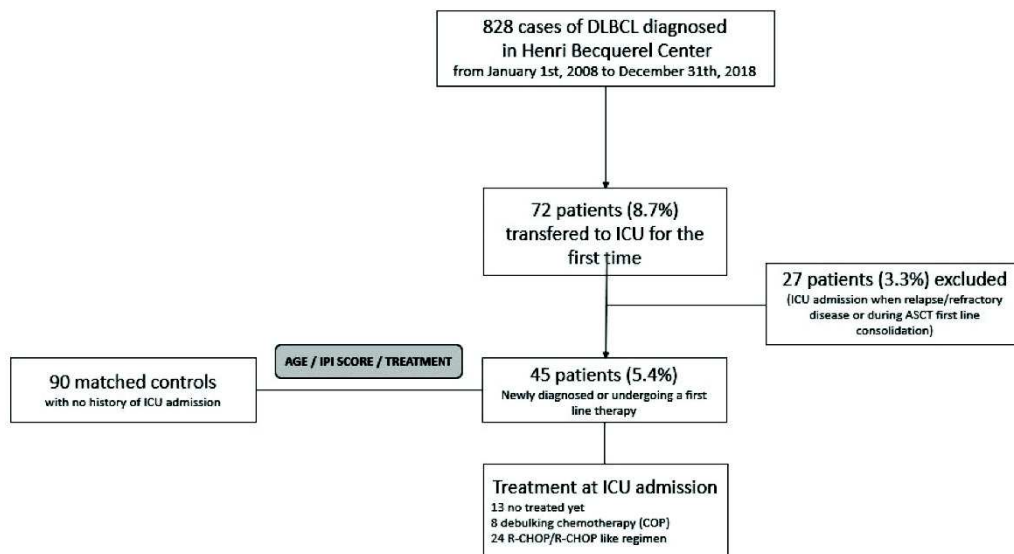 828 cases of DLBCL diagnosed
in Henri Becquerel Center
from January 1st, 2008 to December 31th, 2018
72 patients (8.7%)
transfered to ICU for the
first time
27 patients (3.3%) excluded
(ICU admission when relapse/refractory
disease or during ASCT first line
consolidation)
AGE / IPI SCORE / TREATMENT
90 matched controls
with no history of ICU admission
45 patients (5.4%)
Newly diagnosed or undergoing a first
line therapy
Treatment at ICU admission
13 no treated yet
8 debulking chemotherapy (COP)
24 R-CHOP/R-CHOP like regimen